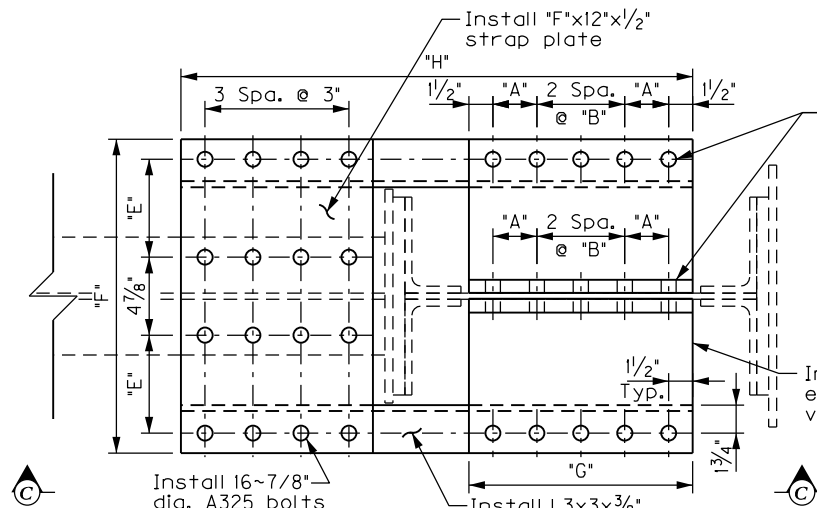 Install "F"x12"x1/2"
strap plate
"H"
3 Spa. @ 3"
1 1/2" "A" 2 Spa. "A" 1 1/2"
@ "B"
"E"
"A" 2 Spa. "A"
@ "B"
"F"
4 7/8"
"E"
1 1/2"
Typ.
In
e
v
1 3/4"
"G"
Install 16~7/8"
dia. A325 bolts
Install L3x3x3/8"
C
C